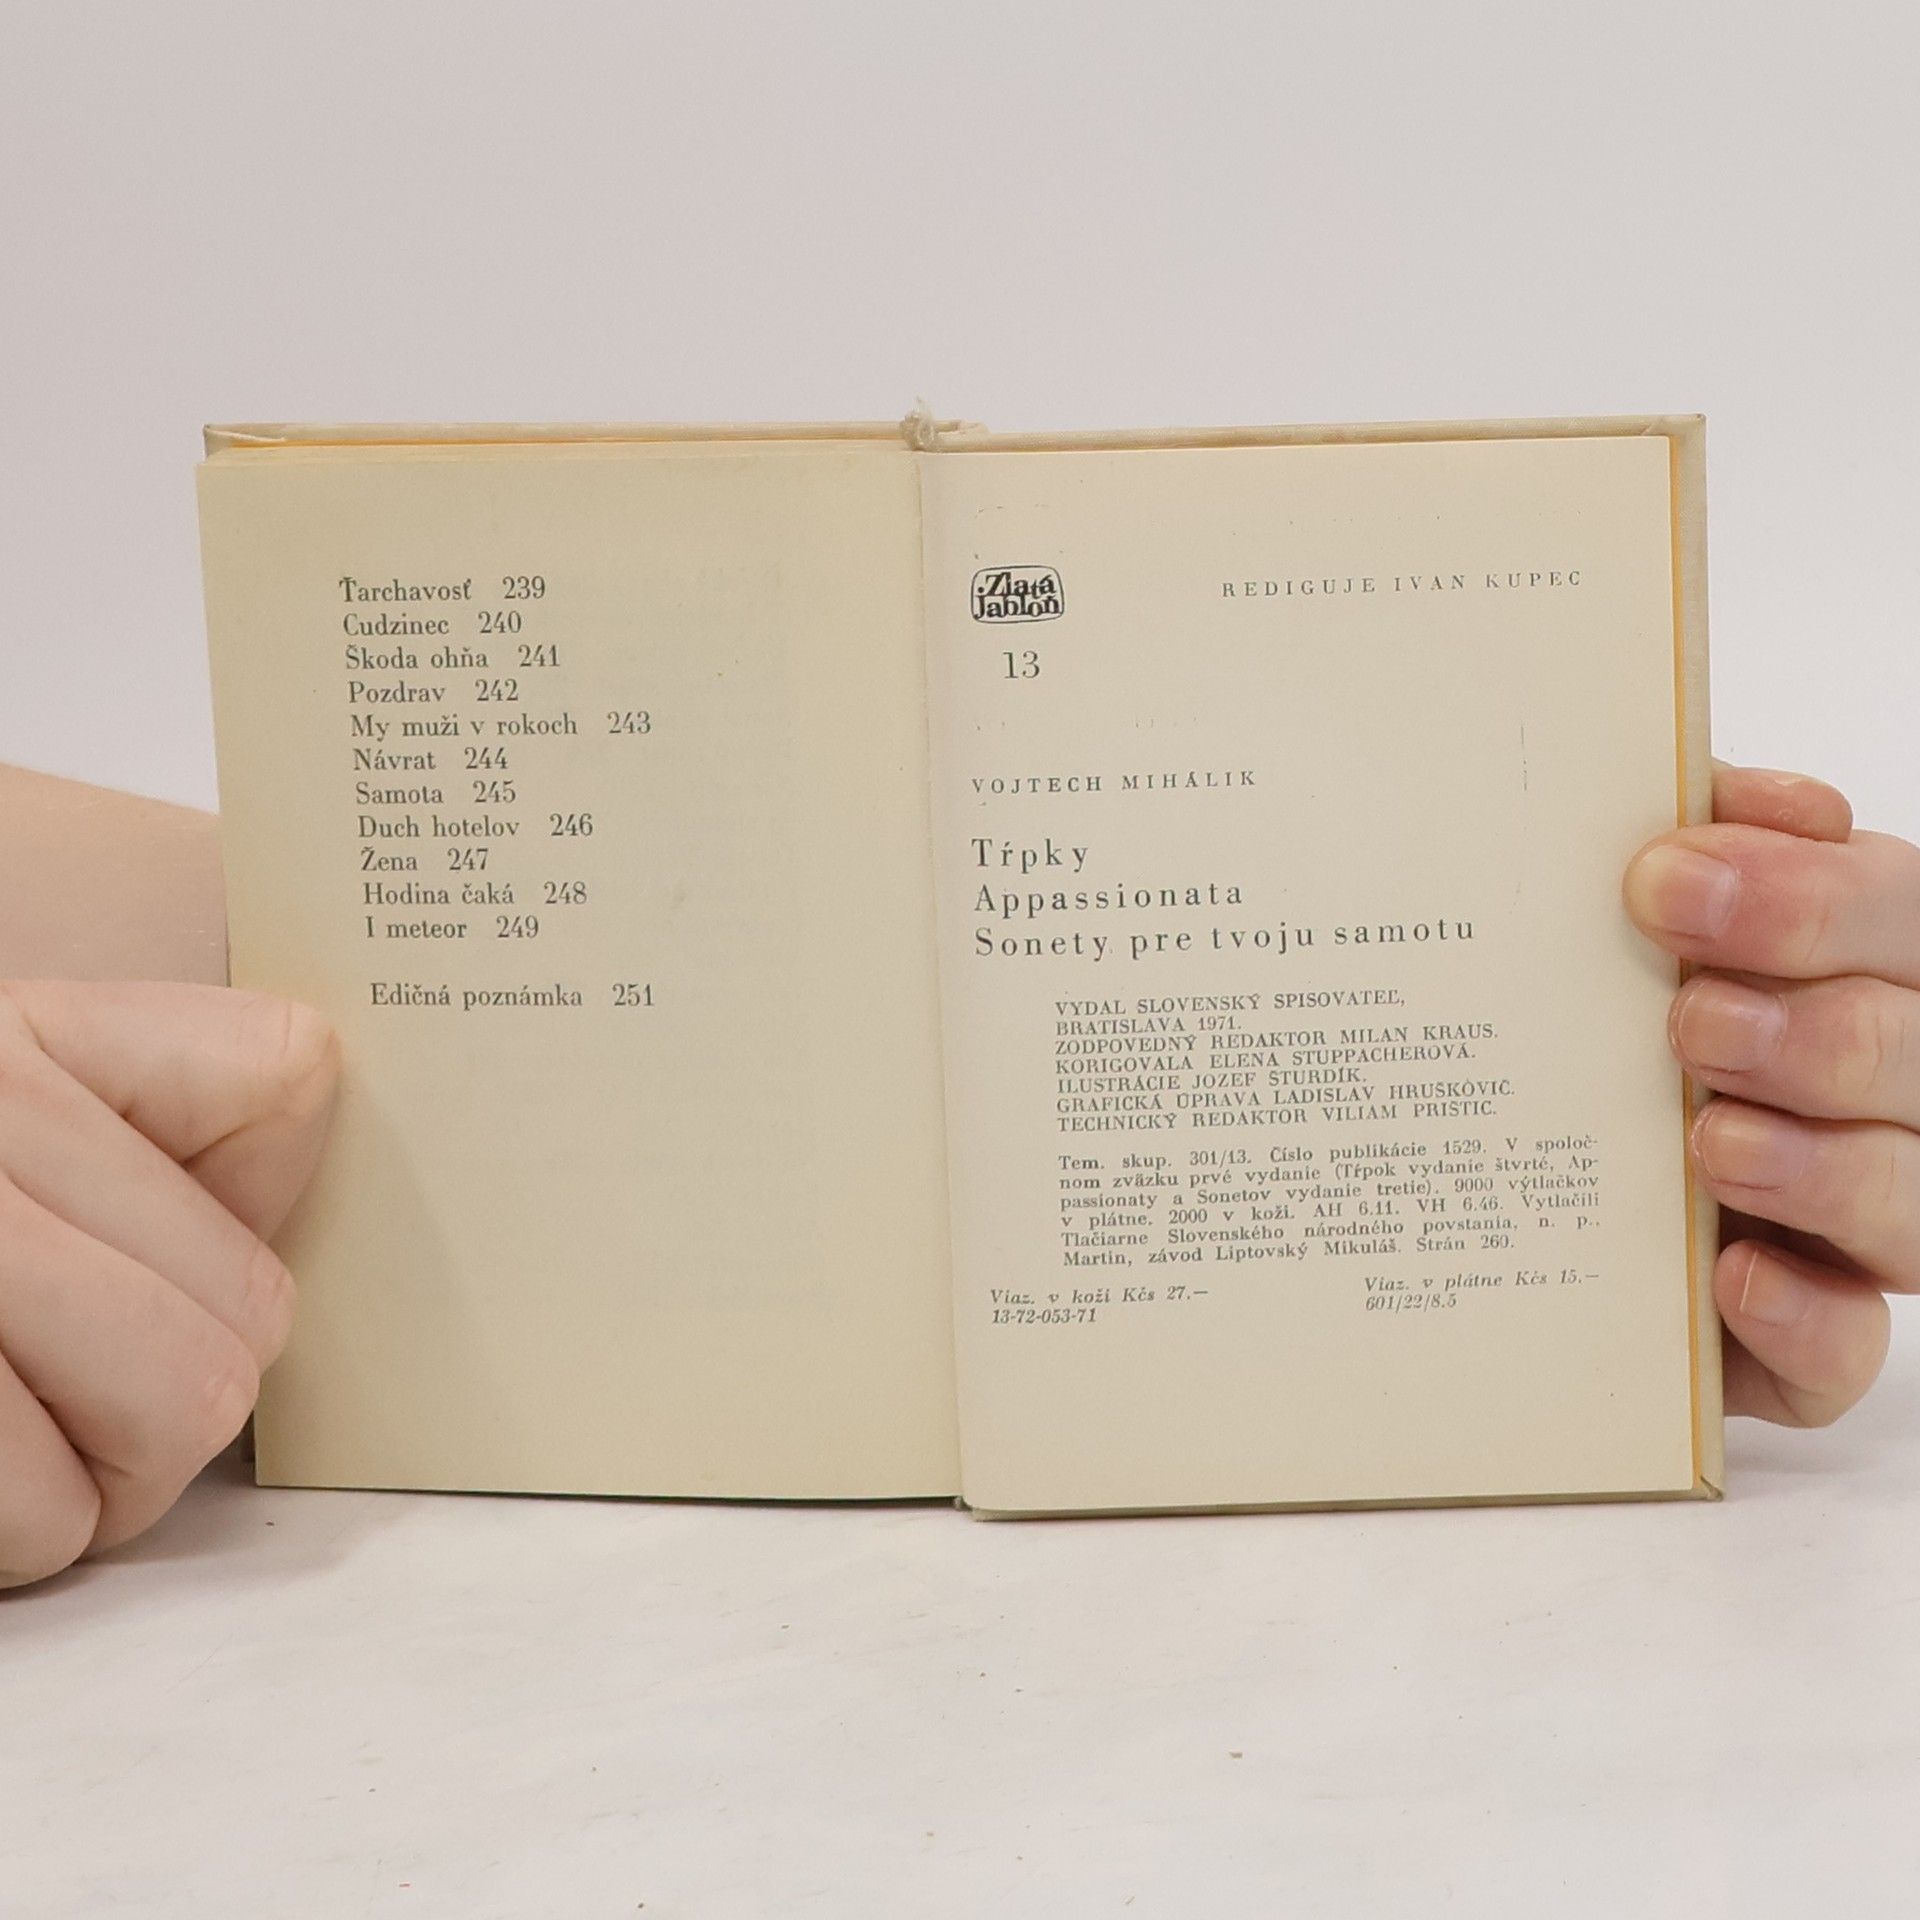 Ťarchavosť 239
Cudzinec 240
Škoda ohňa 241
Pozdrav 242
My muži v rokoch 243
Návrat 244
Samota 245
Duch hotelov 246
Žena 247
Hodina čaká 248
I meteor 249
Edičná poznámka 251
Zlatá
Jabloň
REDIGUJE IVAN KUPEC
13
VOJTECH MIHÁLIK
Tŕpky
Appassionata
Sonety pre tvoju samotu
VYDAL SLOVENSKÝ SPISOVATEĽ,
BRATISLAVA 1971.
ZODPOVEDNÝ REDAKTOR MILAN KRAUS.
KORIGOVALA ELENA STUPPACHEROVÁ.
ILUSTRÁCIE JOZEF ŠTURDÍK.
GRAFICKÁ ÚPRAVA LADISLAV HRUŠKOVIČ.
TECHNICKÝ REDAKTOR VILIAM PRIŠTIC.
Tem. skup. 301/13. Číslo publikácie 1529. V spoloč-
nom zväzku prvé vydanie (Tŕpok vydanie štvrté, Ap-
passionaty a Sonetov vydanie tretie). 9000 výtlačkov
v plátne. 2000 v koži. AH 6.11. VH 6.46. Vytlačili
Tlačiarne Slovenského národného povstania, n. p.,
Martin, závod Liptovský Mikuláš. Strán 260.
Viaz. v koži Kčs 27.— Viaz. v plátne Kčs 15.—
13-72-053-71 601/22/8.5